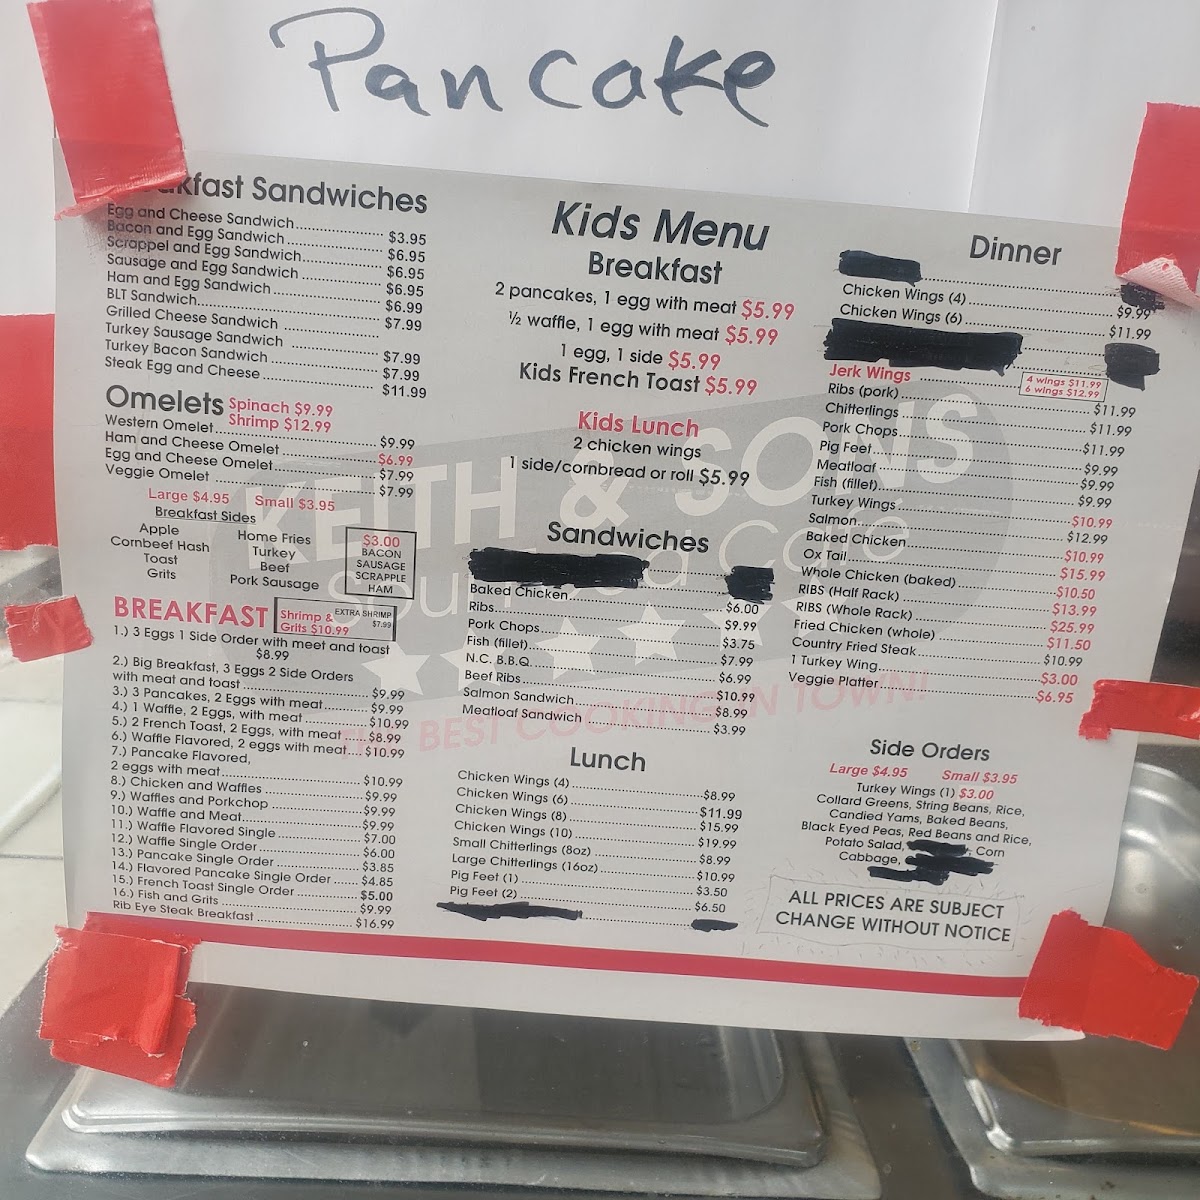 Pancake
kfast Sandwiches
Egg and Cheese Sandwich $3.95
Bacon and Egg Sandwich $6.95
Scrappel and Egg Sandwich $6.95
Sausage and Egg Sandwich $6.95
Ham and Egg Sandwich $6.99
BLT Sandwich $7.99
Grilled Cheese Sandwich
Turkey Sausage Sandwich $7.99
Turkey Bacon Sandwich $7.99
Steak Egg and Cheese $11.99
Omelets Spinach $9.99
Shrimp $12.99
Western Omelet $9.99
Ham and Cheese Omelet $6.99
Egg and Cheese Omelet $7.99
Veggie Omelet $7.99
Large $4.95 Small $3.95
Breakfast Sides
Apple
Cornbeef Hash
Toast
Grits
Home Fries
Turkey
Beef
Pork Sausage
$3.00
BACON
SAUSAGE
SCRAPPLE
HAM
BREAKFAST
Shrimp &
Grits $10.99
EXTRA SHRIMP
$7.99
1.) 3 Eggs 1 Side Order with meet and toast
$8.99
2.) Big Breakfast, 3 Eggs 2 Side Orders
with meat and toast $9.99
3.) 3 Pancakes, 2 Eggs with meat $9.99
4.) 1 Waffle, 2 Eggs, with meat $10.99
5.) 2 French Toast, 2 Eggs, with meat $8.99
6.) Waffle Flavored, 2 eggs with meat $10.99
7.) Pancake Flavored,
2 eggs with meat $10.99
8.) Chicken and Waffles $9.99
9.) Waffles and Porkchop $9.99
10.) Waffle and Meat $9.99
11.) Waffle Flavored Single $7.00
12.) Waffle Single Order $6.00
13.) Pancake Single Order $3.85
14.) Flavored Pancake Single Order $4.85
15.) French Toast Single Order $5.00
16.) Fish and Grits $9.99
Rib Eye Steak Breakfast $16.99
Kids Menu
Breakfast
2 pancakes, 1 egg with meat $5.99
½ waffle, 1 egg with meat $5.99
1 egg, 1 side $5.99
Kids French Toast $5.99
Kids Lunch
2 chicken wings
1 side/cornbread or roll $5.99
KEITH & SONS
Soul Food Café
THE BEST COOKING IN TOWN!
Sandwiches
Baked Chicken $6.00
Ribs $9.99
Pork Chops $3.75
Fish (fillet) $7.99
N.C. B.B.Q. $6.99
Beef Ribs $10.99
Salmon Sandwich $8.99
Meatloaf Sandwich $3.99
Lunch
Chicken Wings (4) $8.99
Chicken Wings (6) $11.99
Chicken Wings (8) $15.99
Chicken Wings (10) $19.99
Small Chitterlings (8oz) $8.99
Large Chitterlings (16oz) $10.99
Pig Feet (1) $3.50
Pig Feet (2) $6.50
Dinner
Chicken Wings (4) $9.99
Chicken Wings (6) $11.99
Jerk Wings 4 wings $11.99
6 wings $12.99
Ribs (pork) $11.99
Chitterlings $11.99
Pork Chops $11.99
Pig Feet $9.99
Meatloaf $9.99
Fish (fillet) $9.99
Turkey Wings $10.99
Salmon $12.99
Baked Chicken $10.99
Ox Tail $15.99
Whole Chicken (baked) $10.50
RIBS (Half Rack) $13.99
RIBS (Whole Rack) $25.99
Fried Chicken (whole) $11.50
Country Fried Steak $10.99
1 Turkey Wing $3.00
Veggie Platter $6.95
Side Orders
Large $4.95 Small $3.95
Turkey Wings (1) $3.00
Collard Greens, String Beans, Rice,
Candied Yams, Baked Beans,
Black Eyed Peas, Red Beans and Rice,
Potato Salad, , Corn
Cabbage,
ALL PRICES ARE SUBJECT
CHANGE WITHOUT NOTICE